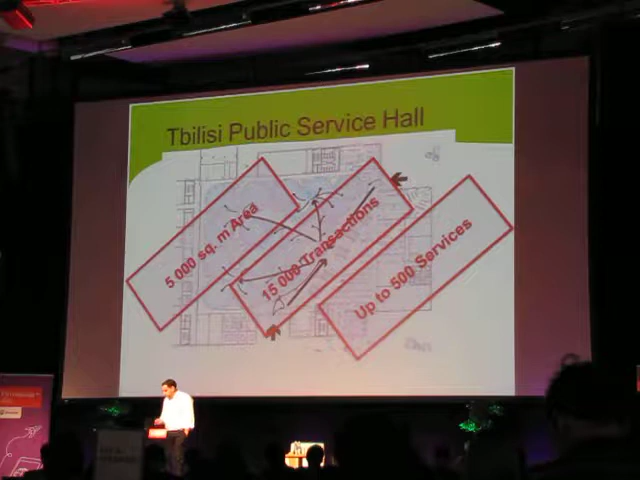 Tbilisi Public Service Hall
5 000 sq. m Area
15 000 Transactions
Up to 500 Services